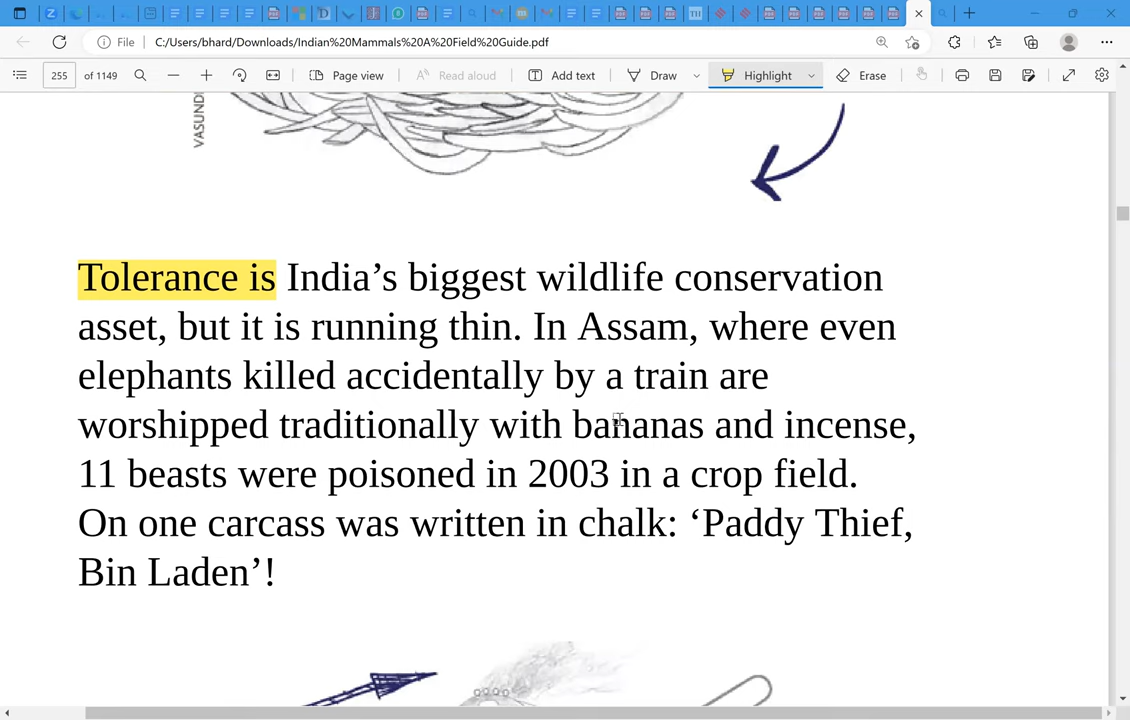 File
C:/Users/bhard/Downloads/Indian%20Mammals%20A%20Field%20Guide.pdf
255 of 1149
Page view
Read aloud
Add text
Draw
Highlight
Erase
VASUND
Tolerance is India’s biggest wildlife conservation
asset, but it is running thin. In Assam, where even
elephants killed accidentally by a train are
worshipped traditionally with bananas and incense,
11 beasts were poisoned in 2003 in a crop field.
On one carcass was written in chalk: ‘Paddy Thief,
Bin Laden’!